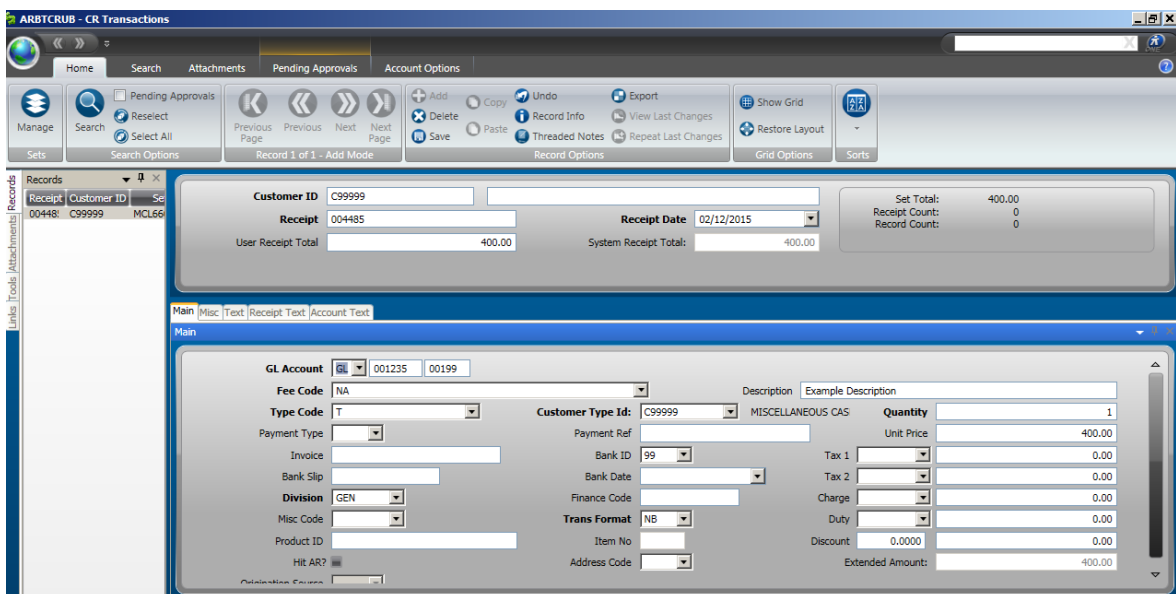 ARBTCRUB - CR Transactions
Home Search Attachments Pending Approvals Account Options
Manage
Search
Pending Approvals
Reselect
Select All
Previous Page
Previous
Next
Next Page
Add
Delete
Save
Copy
Paste
Undo
Record Info
Threaded Notes
Export
View Last Changes
Repeat Last Changes
Show Grid
Restore Layout
Sets
Search Options
Record 1 of 1 - Add Mode
Record Options
Grid Options
Sorts
Records
Attachments
Tools
Links
Records
Receipt Customer ID Se
00448 C99999 MCL66
Customer ID C99999
Receipt 004485 Receipt Date 02/12/2015
User Receipt Total 400.00 System Receipt Total: 400.00
Set Total: 400.00
Receipt Count: 0
Record Count: 0
Main Misc Text Receipt Text Account Text
Main
GL Account GL 001235 00199
Fee Code NA Description Example Description
Type Code T Customer Type Id: C99999 MISCELLANEOUS CAS Quantity 1
Payment Type Payment Ref Unit Price 400.00
Invoice Bank ID 99 Tax 1 0.00
Bank Slip Bank Date Tax 2 0.00
Division GEN Finance Code Charge 0.00
Misc Code Trans Format NB Duty 0.00
Product ID Item No Discount 0.0000 0.00
Hit AR? Address Code Extended Amount: 400.00
Origination Source